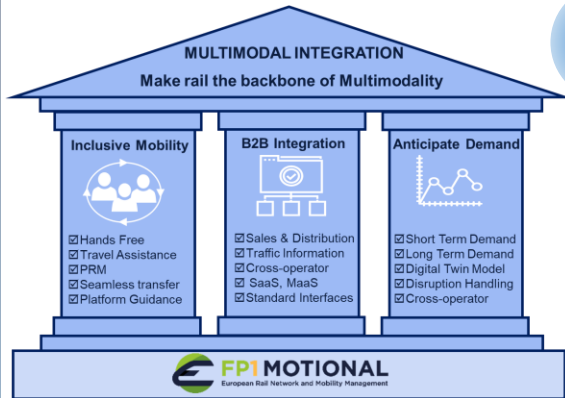 MULTIMODAL INTEGRATION
Make rail the backbone of Multimodality
Inclusive Mobility
☑Hands Free
☑Travel Assistance
☑PRM
☑Seamless transfer
☑Platform Guidance
B2B Integration
☑Sales & Distribution
☑Traffic Information
☑Cross-operator
☑ SaaS, MaaS
☑Standard Interfaces
Anticipate Demand
☑Short Term Demand
☑Long Term Demand
☑Digital Twin Model
☑Disruption Handling
☑Cross-operator
FP1 MOTIONAL
European Rail Network and Mobility Management